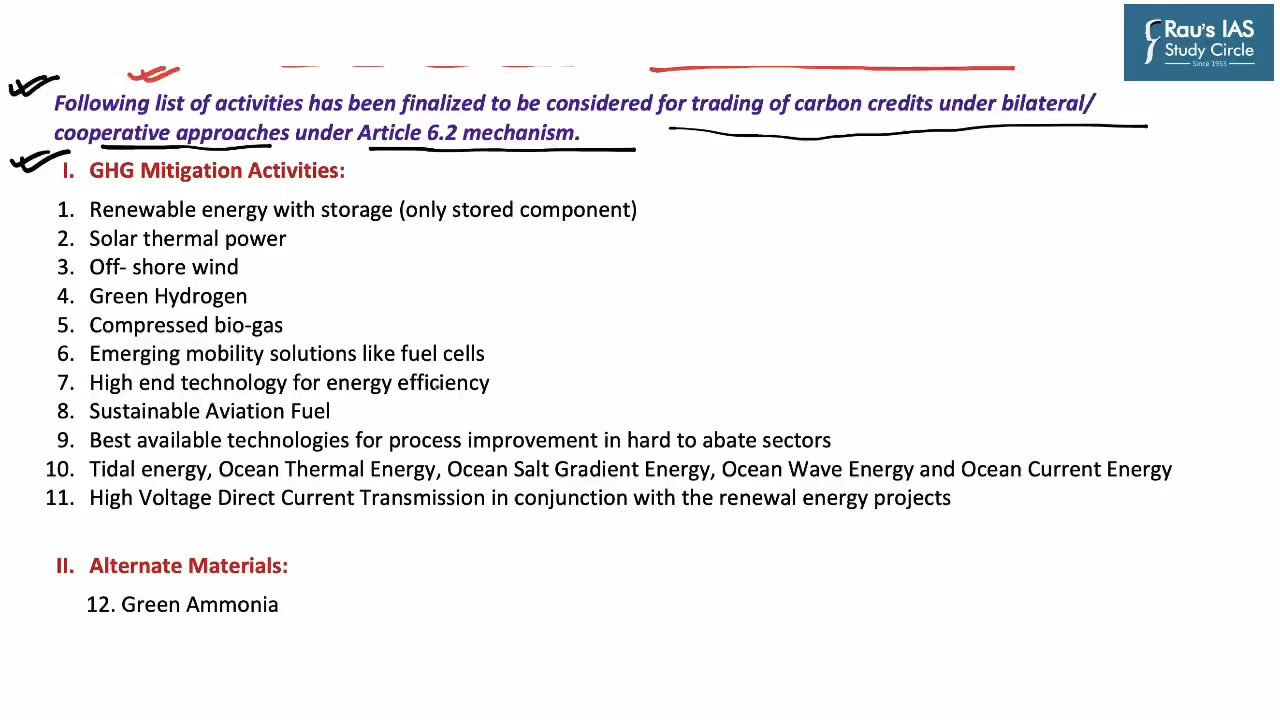 Rau's IAS
Study Circle
Since 1953
Following list of activities has been finalized to be considered for trading of carbon credits under bilateral/
cooperative approaches under Article 6.2 mechanism.
I. GHG Mitigation Activities:
1. Renewable energy with storage (only stored component)
2. Solar thermal power
3. Off- shore wind
4. Green Hydrogen
5. Compressed bio-gas
6. Emerging mobility solutions like fuel cells
7. High end technology for energy efficiency
8. Sustainable Aviation Fuel
9. Best available technologies for process improvement in hard to abate sectors
10. Tidal energy, Ocean Thermal Energy, Ocean Salt Gradient Energy, Ocean Wave Energy and Ocean Current Energy
11. High Voltage Direct Current Transmission in conjunction with the renewal energy projects
II. Alternate Materials:
12. Green Ammonia